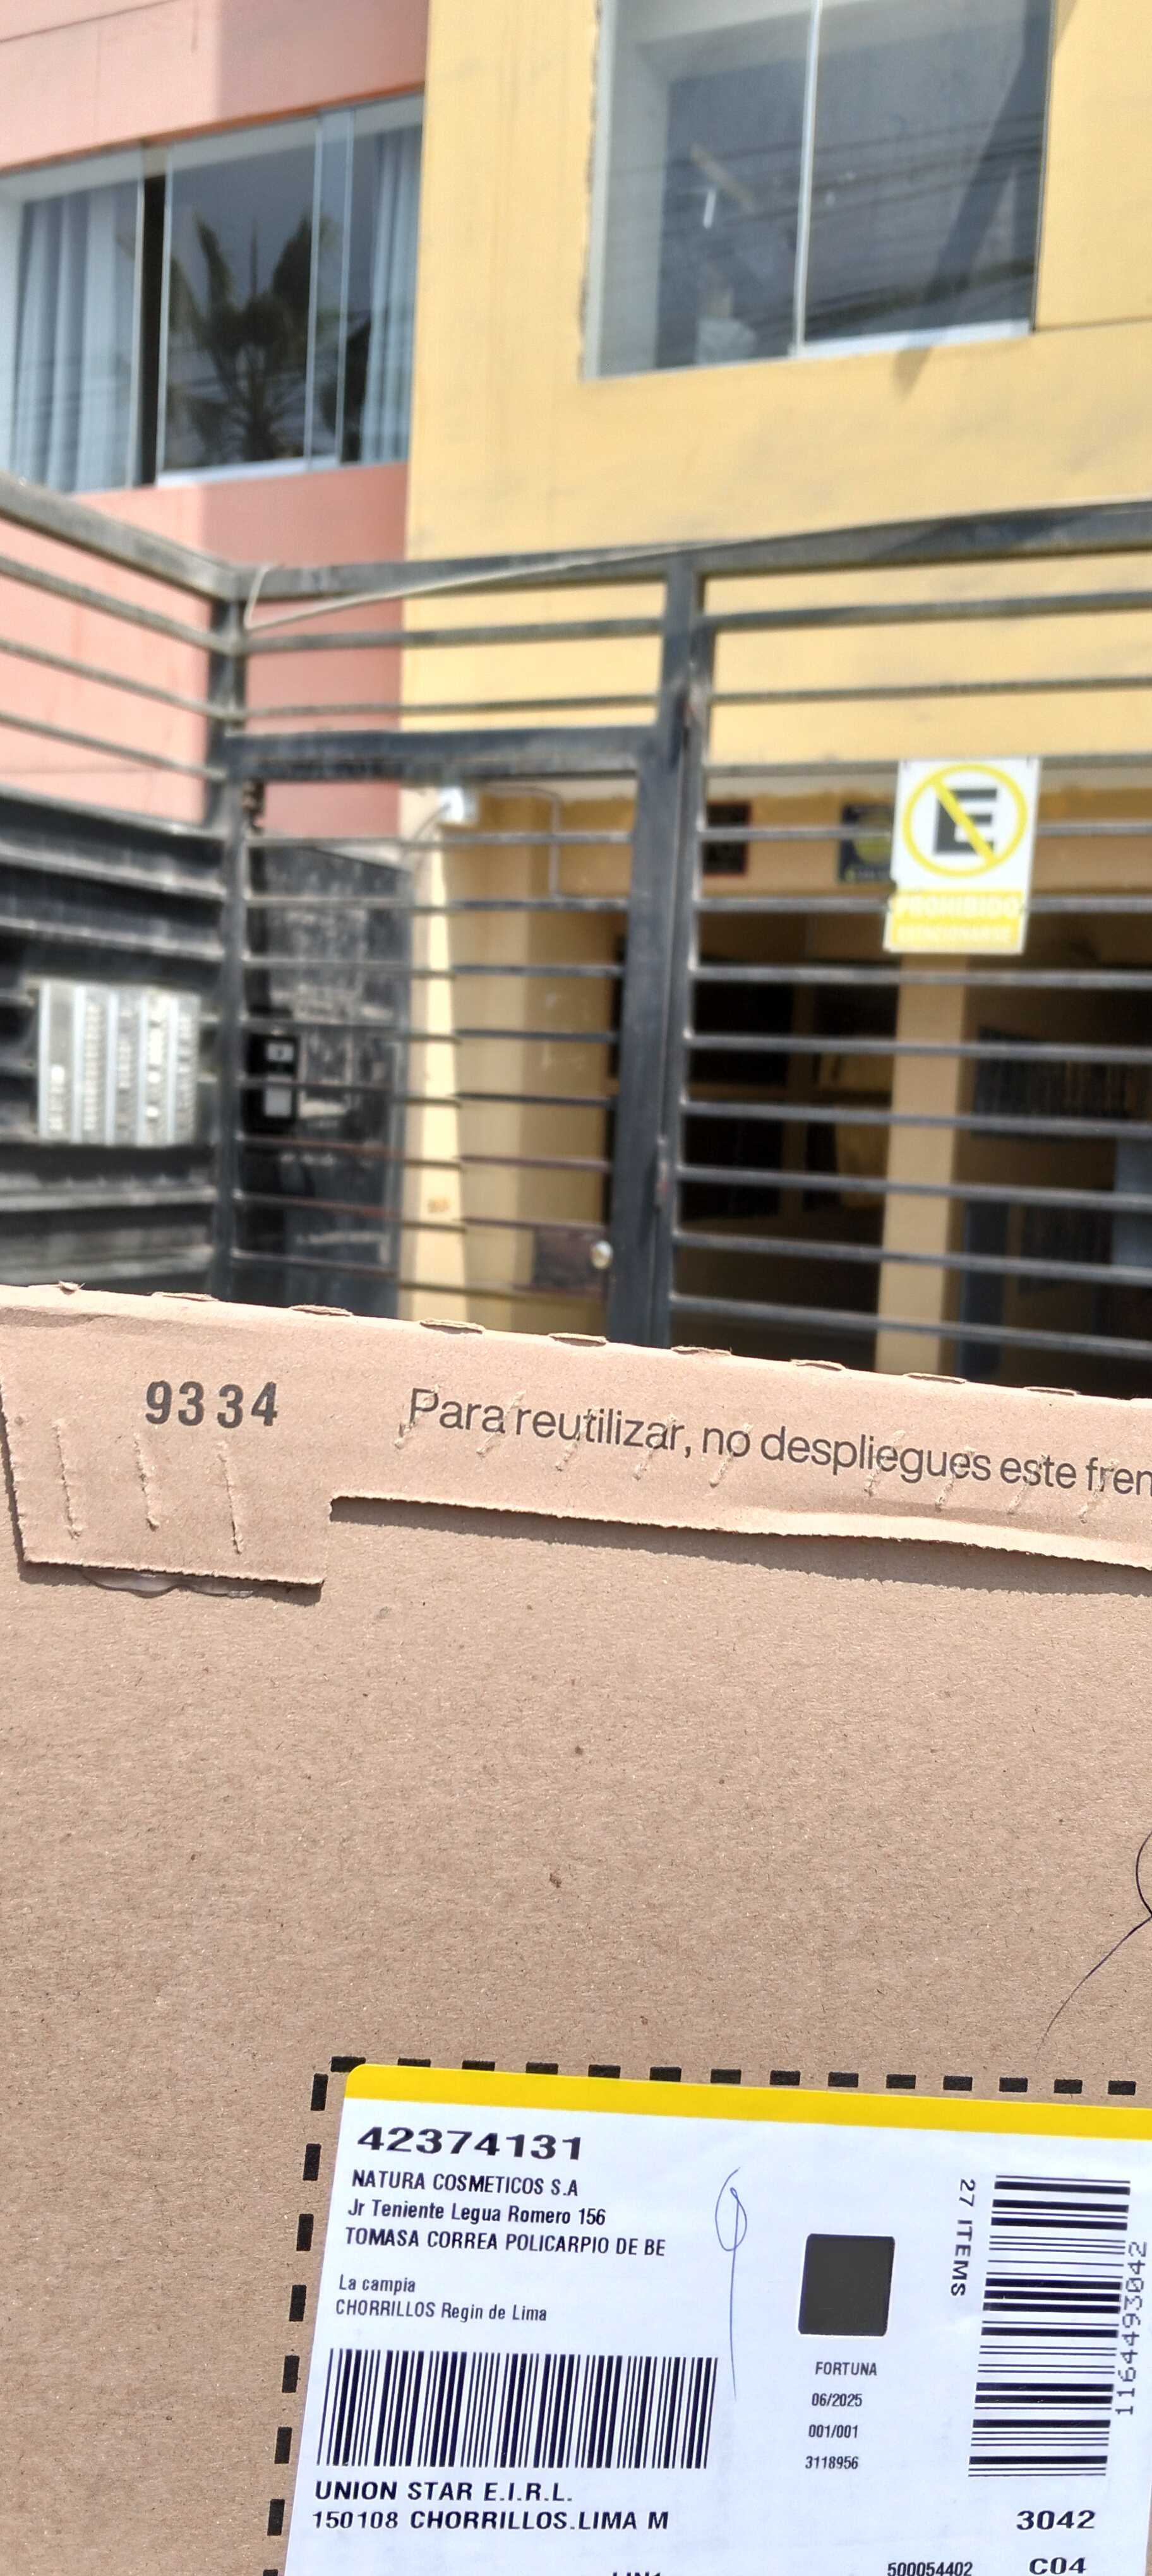 E
PROHIBIDO
ESTACIONARSE
9334
Para reutilizar, no despliegues este fren
42374131
NATURA COSMETICOS S.A
Jr Teniente Legua Romero 156
TOMASA CORREA POLICARPIO DE BE
La campia
CHORRILLOS Regin de Lima
27 ITEMS
1164493042
FORTUNA
06/2025
001/001
3118956
UNION STAR E.I.R.L.
150108 CHORRILLOS.LIMA M
3042
500054402
C04